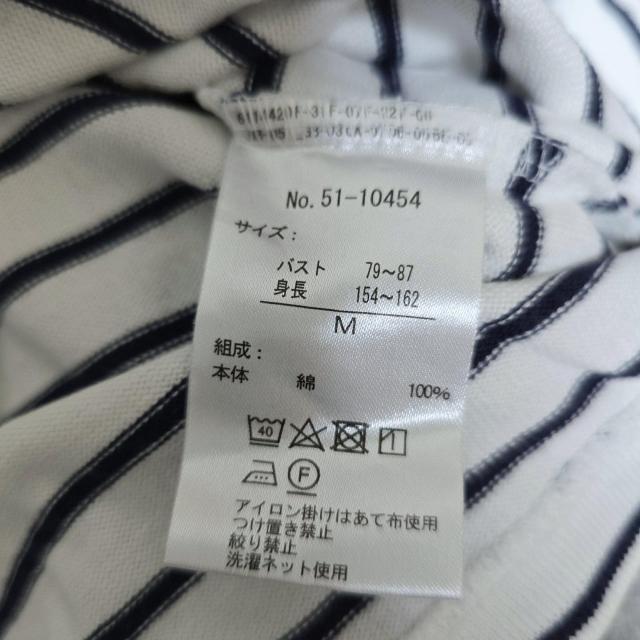 No. 51-10454
サイズ:
バスト 79~87
身長 154~162
M
組成:
本体 綿 100%
40
F
アイロン掛けはあて布使用
つけ置き禁止
絞り禁止
洗濯ネット使用